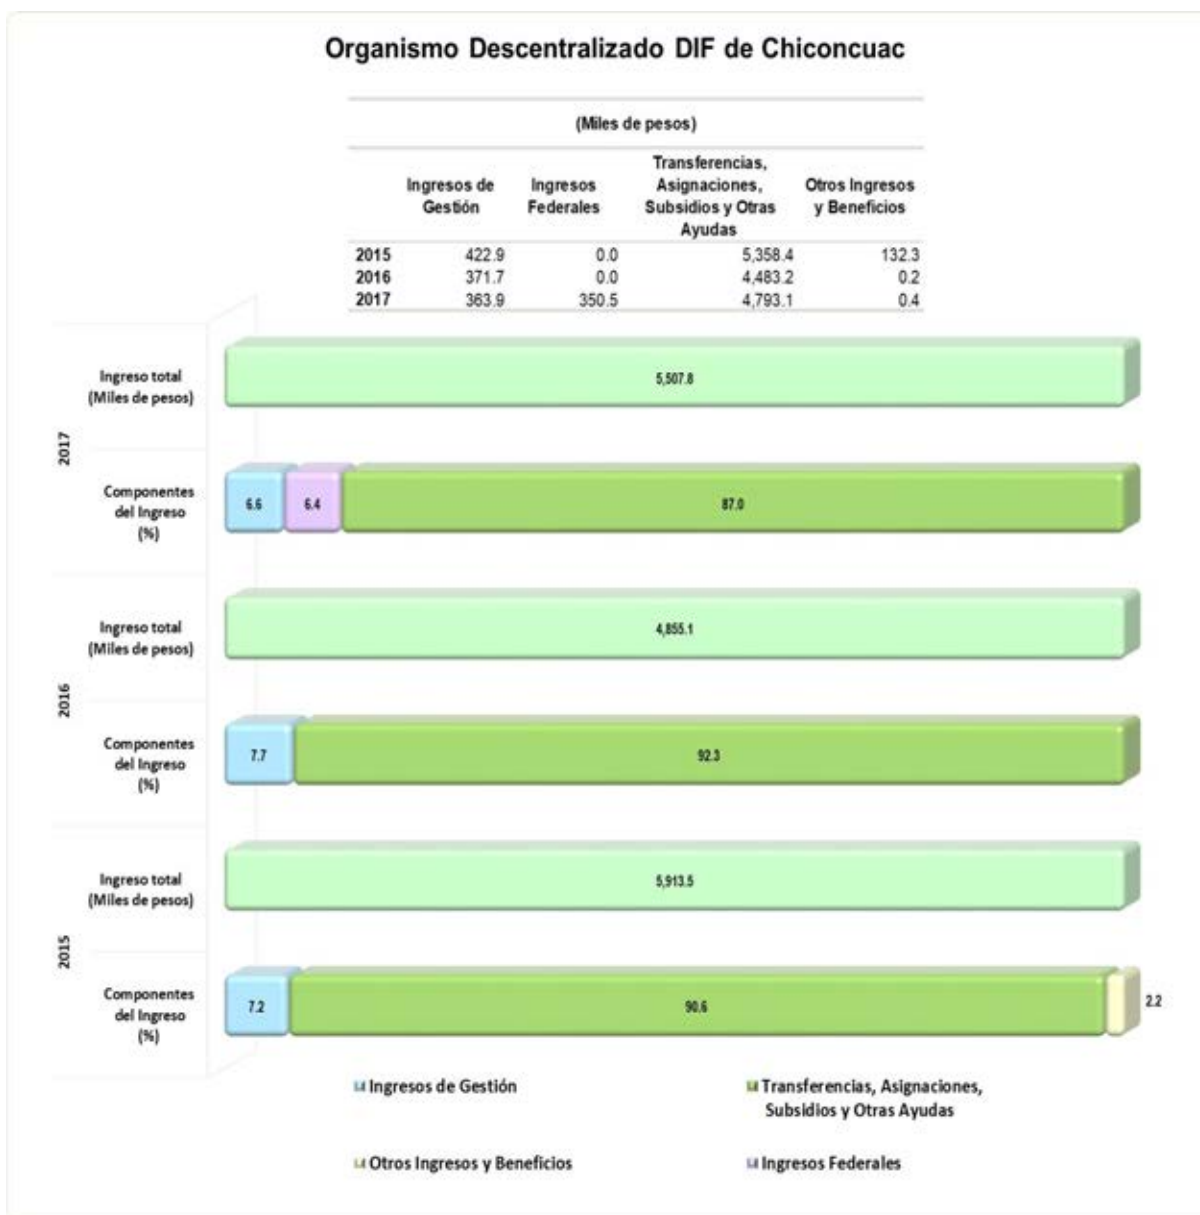 Organismo Descentralizado DIF de Chiconcuac
(Miles de pesos)
Ingresos de Gestión
Ingresos Federales
Transferencias, Asignaciones, Subsidios y Otras Ayudas
Otros Ingresos y Beneficios
2015 422.9 0.0 5,358.4 132.3
2016 371.7 0.0 4,483.2 0.2
2017 363.9 350.5 4,793.1 0.4
2017
Ingreso total
(Miles de pesos)
5,507.8
Componentes
del Ingreso
(%)
6.6 6.4 87.0
2016
Ingreso total
(Miles de pesos)
4,855.1
Componentes
del Ingreso
(%)
7.7 92.3
2015
Ingreso total
(Miles de pesos)
5,913.5
Componentes
del Ingreso
(%)
7.2 90.6 2.2
Ingresos de Gestión
Transferencias, Asignaciones,
Subsidios y Otras Ayudas
Otros Ingresos y Beneficios
Ingresos Federales